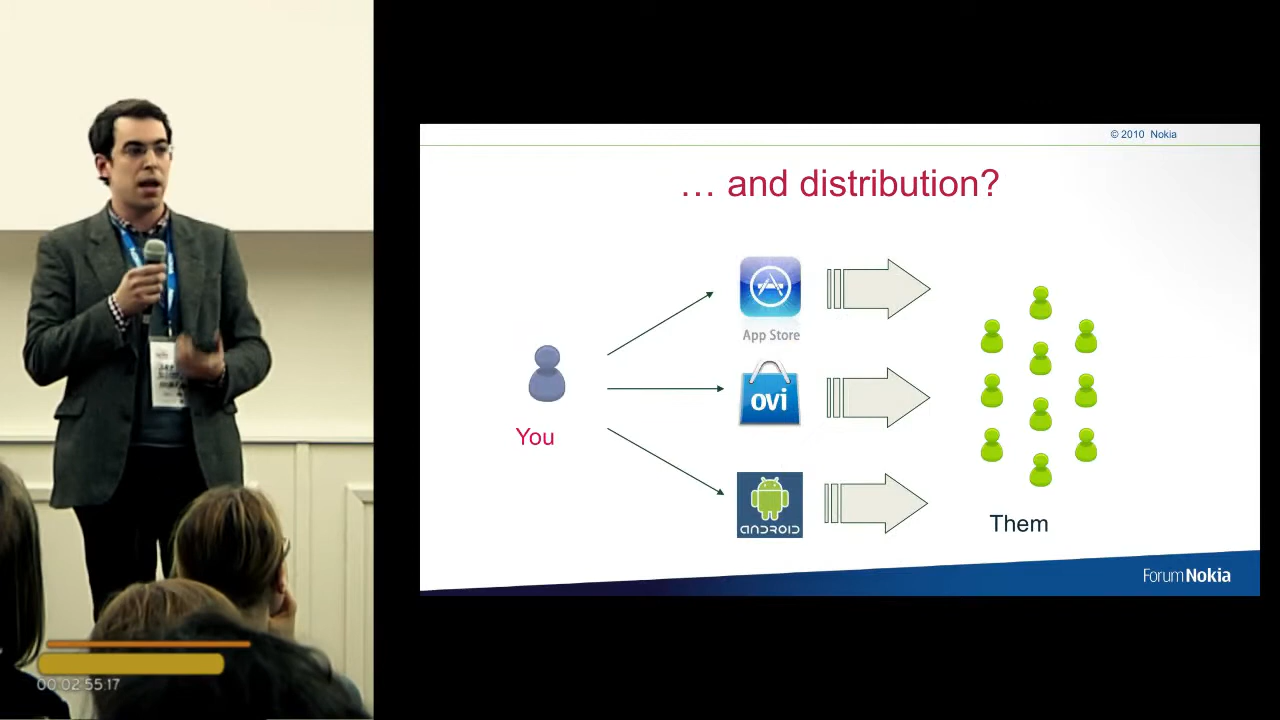 © 2010 Nokia
… and distribution?
App Store
ovi
You
ANDROID
Them
Forum Nokia
00:02:55:17